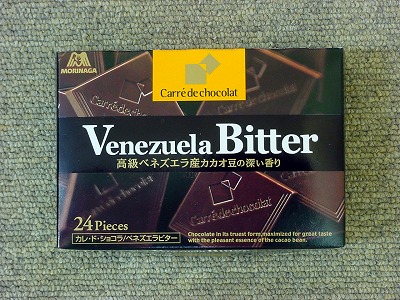 MORINAGA
Carré de chocolat
Venezuela Bitter
高級ベネズエラ産カカオ豆の深い香り
Carré de chocolat
Carré de chocolat
24 Pieces
カレ・ド・ショコラ/ベネズエラビター
Chocolate in its truest form,maximized for great taste
with the pleasant essence of the cacao bean.